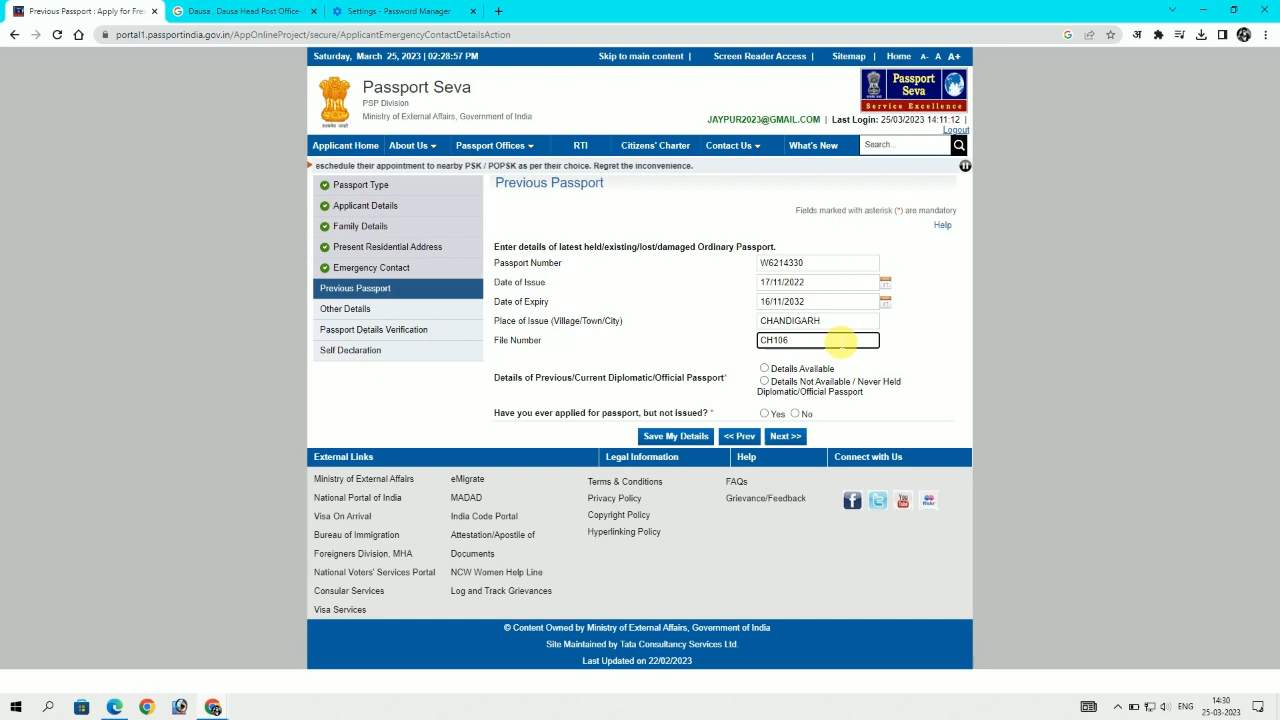 Previous Passport : Apply for Fre
Dausa , Dausa Head Post Office-
Settings - Password Manager
portal1.passportindia.gov.in/AppOnlineProject/secure/ApplicantEmergencyContactDetailsAction
Saturday, March 25, 2023 | 02:28:57 PM
Skip to main content | Screen Reader Access | Sitemap | Home A- A A+
Passport Seva
PSP Division
Ministry of External Affairs, Government of India
Passport
Seva
Service Excellence
JAYPUR2023@GMAIL.COM | Last Login: 25/03/2023 14:11:12 |
Logout
Applicant Home About Us Passport Offices RTI Citizens' Charter Contact Us What's New Search...
eschedule their appointment to nearby PSK / POPSK as per their choice. Regret the inconvenience.
Passport Type
Applicant Details
Family Details
Present Residential Address
Emergency Contact
Previous Passport
Other Details
Passport Details Verification
Self Declaration
Previous Passport
Fields marked with asterisk (*) are mandatory
Help
Enter details of latest held/existing/lost/damaged Ordinary Passport.
Passport Number W6214330
Date of Issue 17/11/2022
Date of Expiry 16/11/2032
Place of Issue (Village/Town/City) CHANDIGARH
File Number CH106
Details of Previous/Current Diplomatic/Official Passport*
Details Available
Details Not Available / Never Held
Diplomatic/Official Passport
Have you ever applied for passport, but not issued? * Yes No
Save My Details << Prev Next >>
External Links
Ministry of External Affairs
National Portal of India
Visa On Arrival
Bureau of Immigration
Foreigners Division, MHA
National Voters' Services Portal
Consular Services
Visa Services
eMigrate
MADAD
India Code Portal
Attestation/Apostile of
Documents
NCW Women Help Line
Log and Track Grievances
Legal Information
Terms & Conditions
Privacy Policy
Copyright Policy
Hyperlinking Policy
Help
FAQs
Grievance/Feedback
Connect with Us
You
Tube
© Content Owned by Ministry of External Affairs, Government of India
Site Maintained by Tata Consultancy Services Ltd.
Last Updated on 22/02/2023
ENG
14:30
25-03-2023